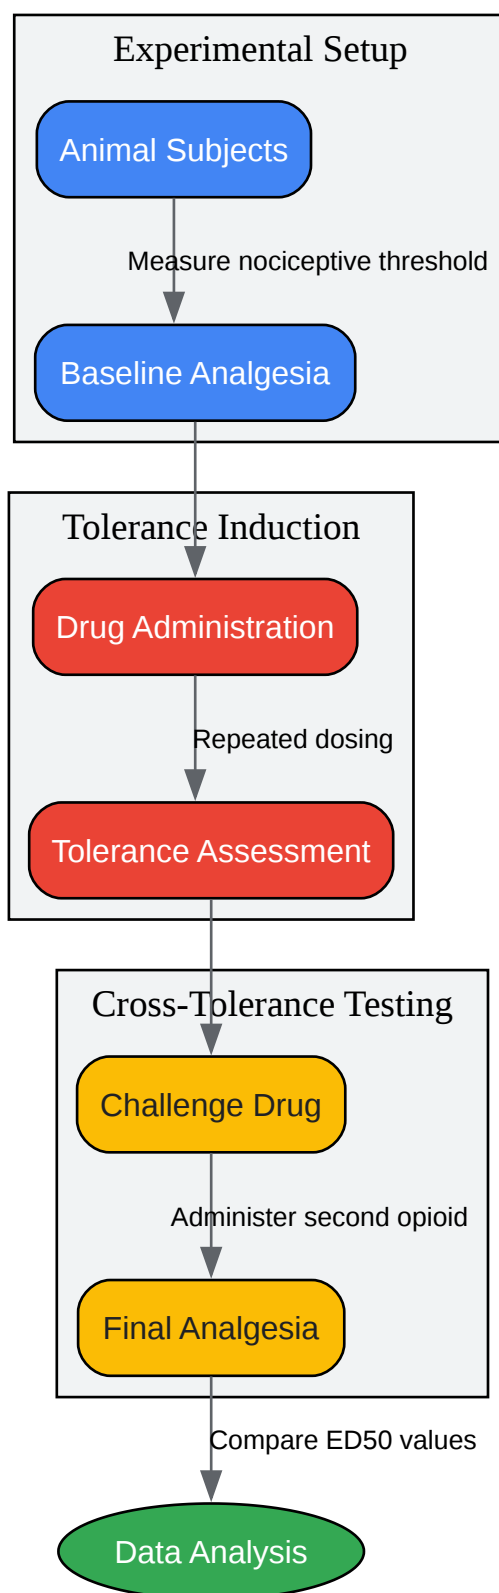 Experimental Setup
Animal Subjects
Measure nociceptive threshold
Baseline Analgesia
Tolerance Induction
Drug Administration
Repeated dosing
Tolerance Assessment
Cross-Tolerance Testing
Challenge Drug
Administer second opioid
Final Analgesia
Compare ED50 values
Data Analysis